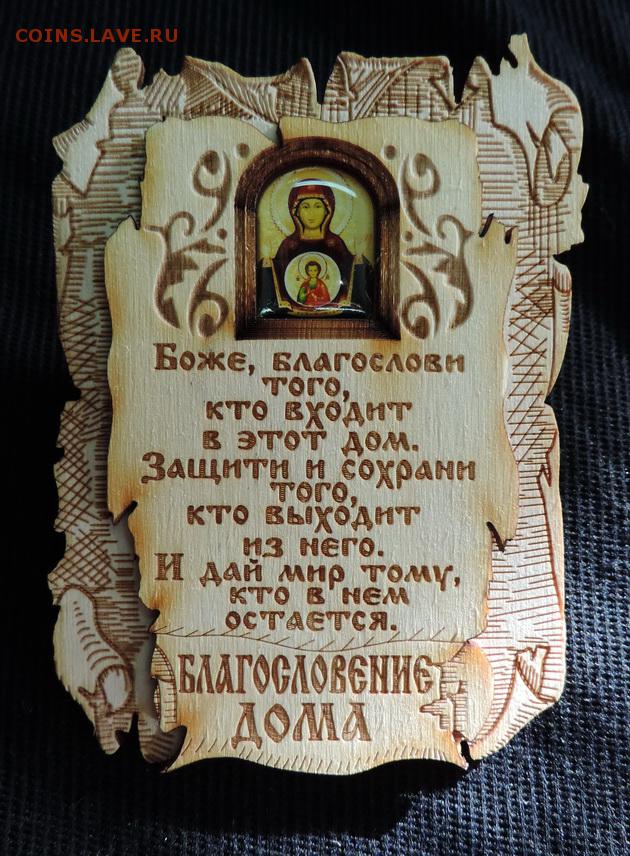 COINS.LAVE.RU
Боже, благослови
того,
кто входит
в этот дом.
Защити и сохрани
того,
кто выходит
из него.
И дай мир тому,
кто в нем
остается.
БЛАГОСЛОВЕНИЕ
ДОМА